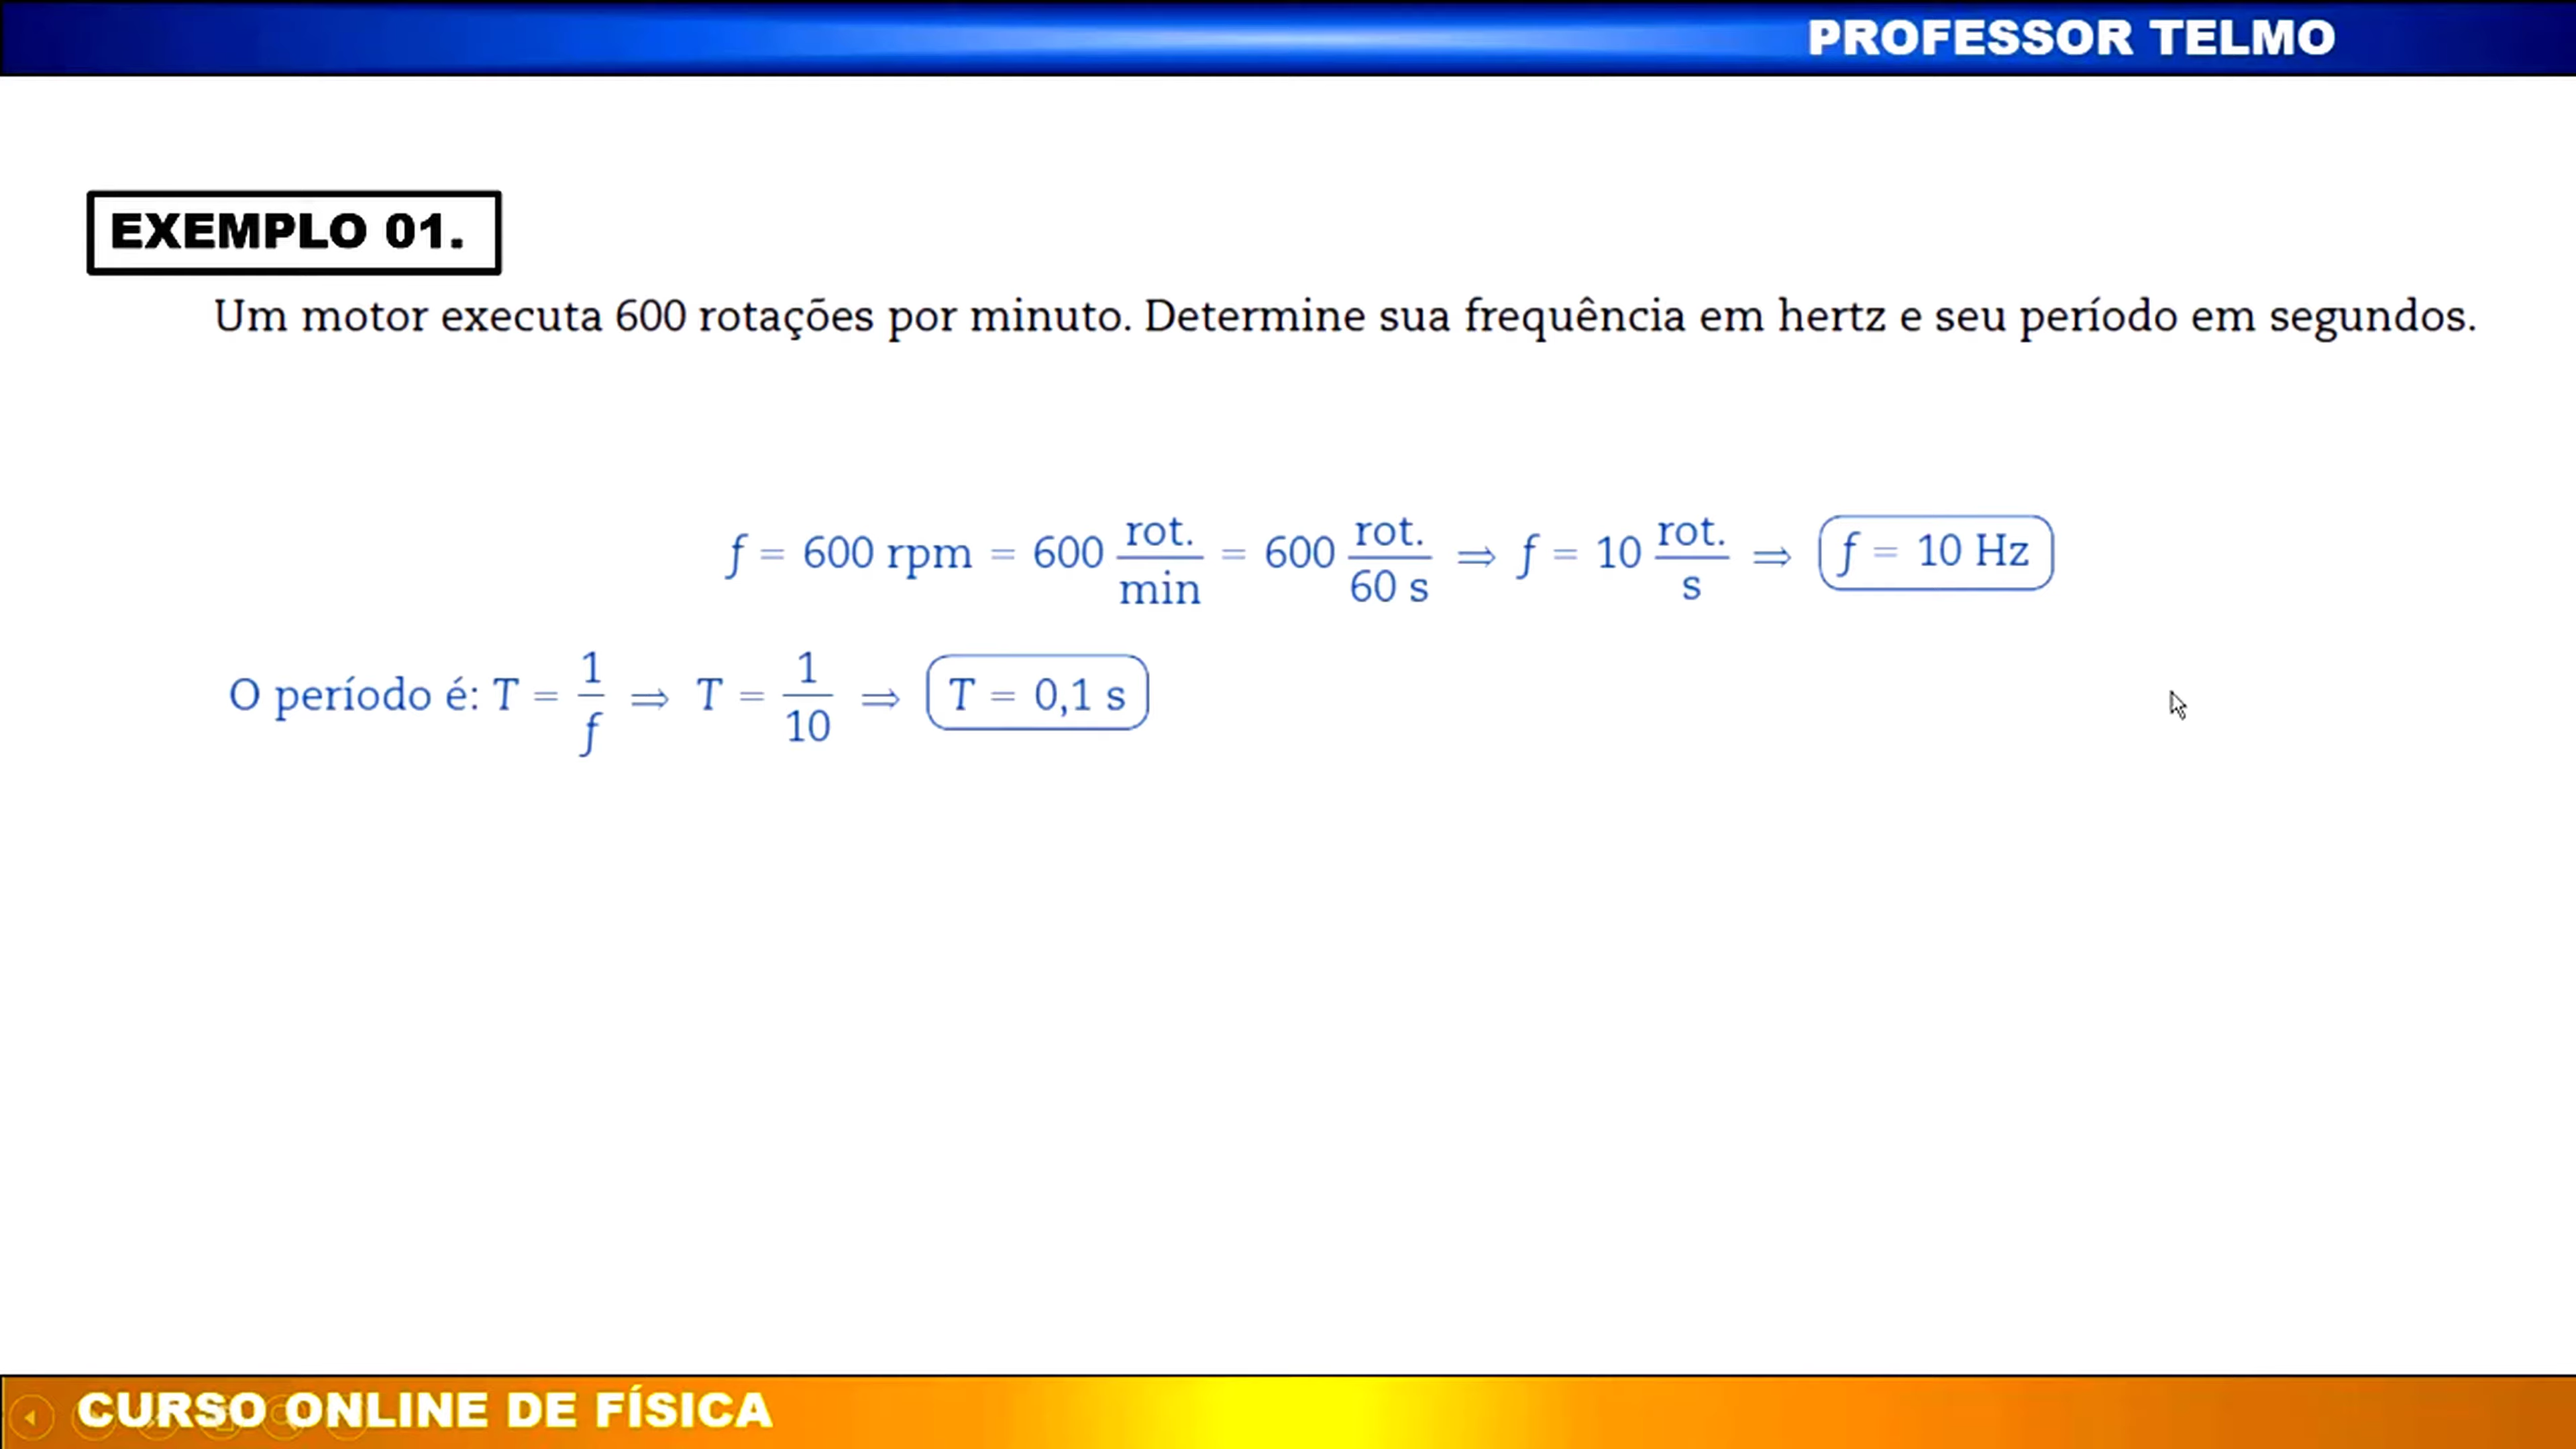 PROFESSOR TELMO
EXEMPLO 01.
Um motor executa 600 rotações por minuto. Determine sua frequência em hertz e seu período em segundos.
f = 600 rpm = 600 rot./min = 600 rot./60 s ⇒ f = 10 rot./s ⇒ f = 10 Hz
O período é: T = 1/f ⇒ T = 1/10 ⇒ T = 0,1 s
CURSO ONLINE DE FÍSICA